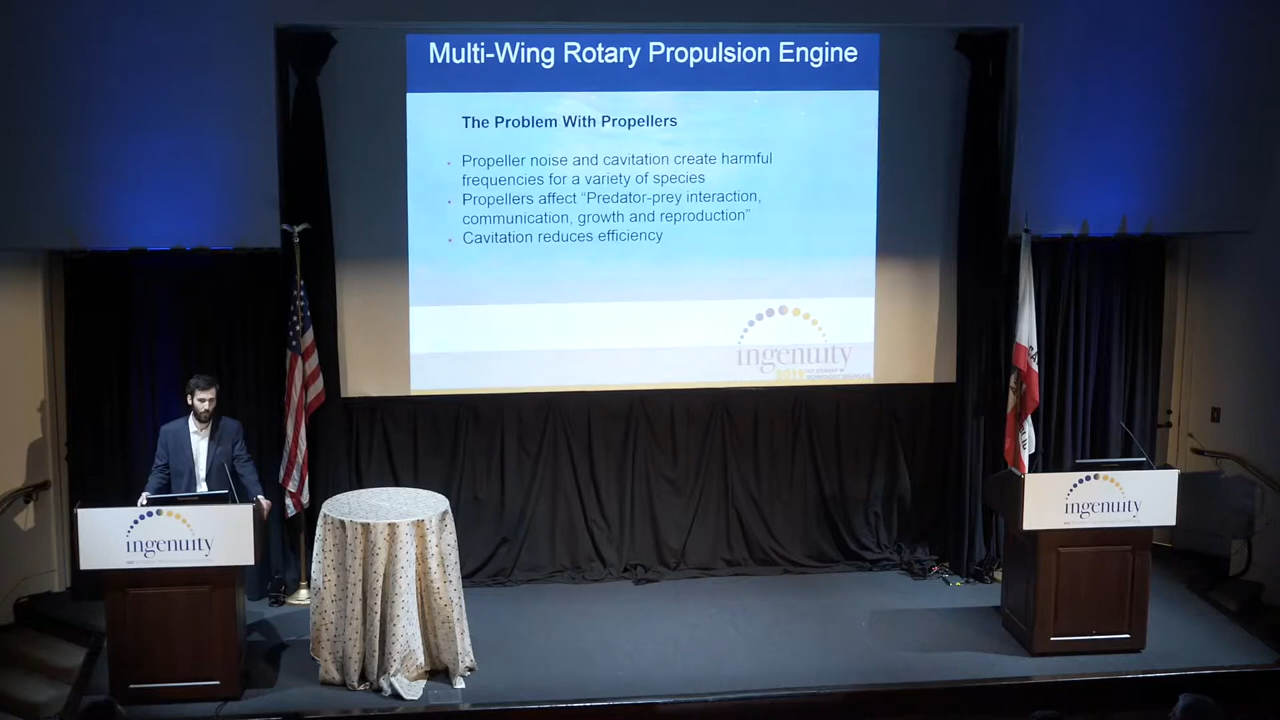 Multi-Wing Rotary Propulsion Engine
The Problem With Propellers
Propeller noise and cavitation create harmful
frequencies for a variety of species
Propellers affect “Predator-prey interaction,
communication, growth and reproduction”
Cavitation reduces efficiency
ingenuity
ingenuity
ingenuity